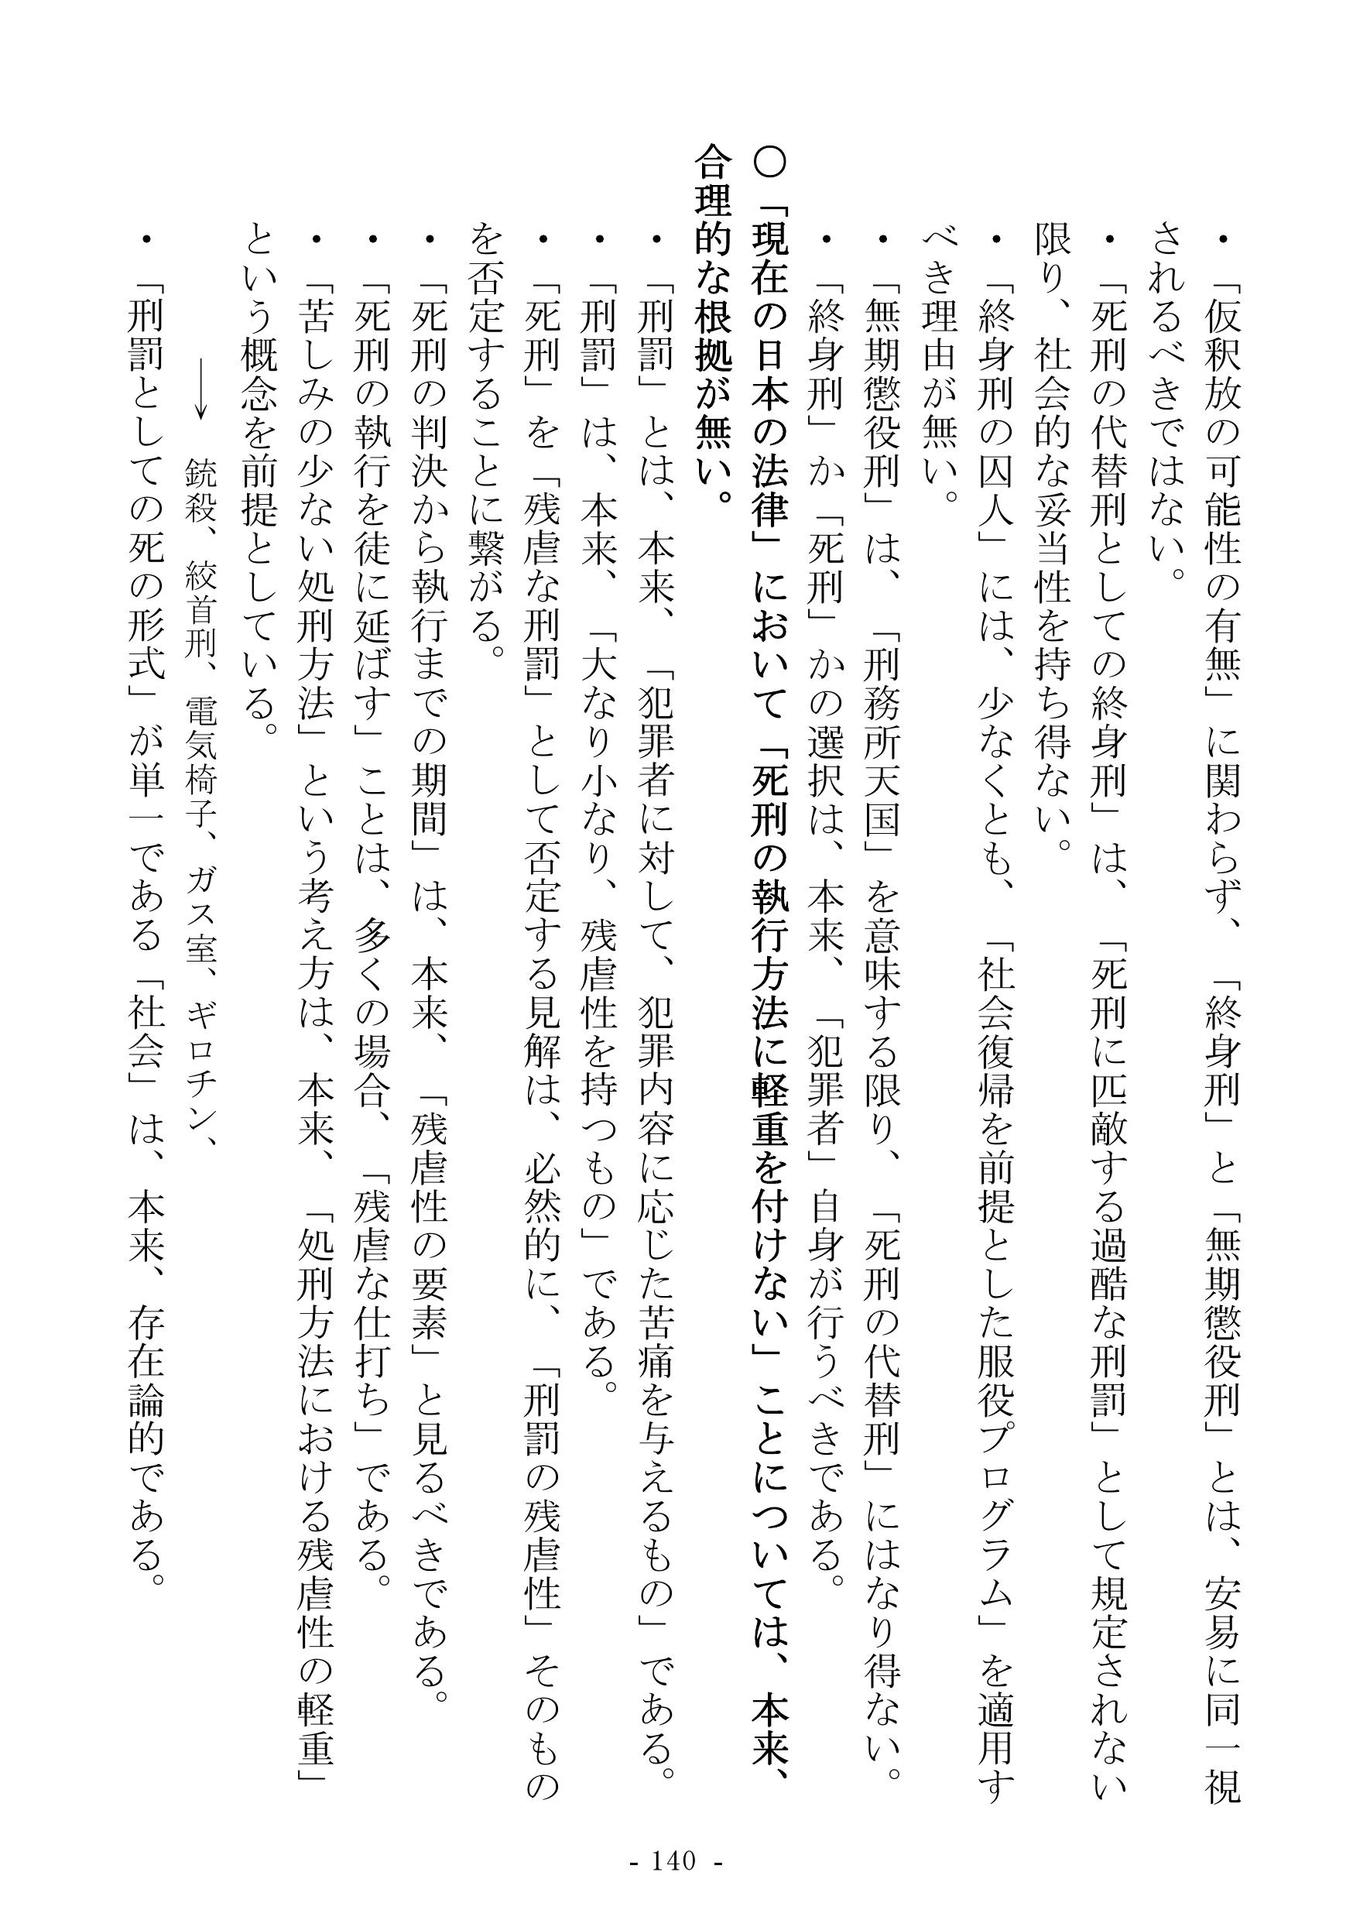 ・「仮釈放の可能性の有無」に関わらず、「終身刑」と「無期懲役刑」とは、安易に同一視
されるべきではない。
・「死刑の代替刑としての終身刑」は、「死刑に匹敵する過酷な刑罰」として規定されない
限り、社会的な妥当性を持ち得ない。
・「終身刑の囚人」には、少なくとも、「社会復帰を前提とした服役プログラム」を適用す
べき理由が無い。
・「無期懲役刑」は、「刑務所天国」を意味する限り、「死刑の代替刑」にはなり得ない。
・「終身刑」か「死刑」かの選択は、本来、「犯罪者」自身が行うべきである。
〇「現在の日本の法律」において「死刑の執行方法に軽重を付けない」ことについては、本来、
合理的な根拠が無い。
・「刑罰」とは、本来、「犯罪者に対して、犯罪内容に応じた苦痛を与えるもの」である。
・「刑罰」は、本来、「大なり小なり、残虐性を持つもの」である。
・「死刑」を「残虐な刑罰」として否定する見解は、必然的に、「刑罰の残虐性」そのもの
を否定することに繋がる。
・「死刑の判決から執行までの期間」は、本来、「残虐性の要素」と見るべきである。
・「死刑の執行を徒に延ばす」ことは、多くの場合、「残虐な仕打ち」である。
・「苦しみの少ない処刑方法」という考え方は、本来、「処刑方法における残虐性の軽重」
という概念を前提としている。
→ 銃殺、絞首刑、電気椅子、ガス室、ギロチン、
・「刑罰としての死の形式」が単一である「社会」は、本来、存在論的である。
- 140 -